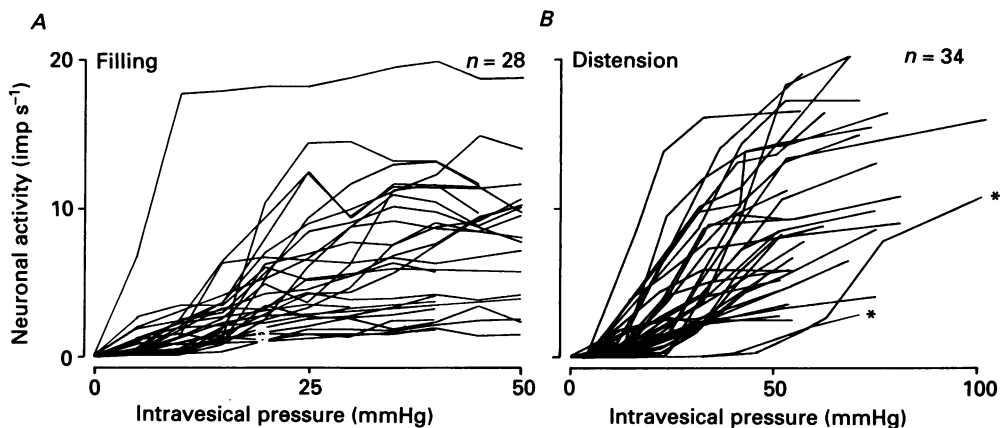 A
Filling
n = 28
20
10
0
Neuronal activity (imp s⁻¹)
0
25
50
Intravesical pressure (mmHg)
B
Distension
n = 34
*
*
0
50
100
Intravesical pressure (mmHg)